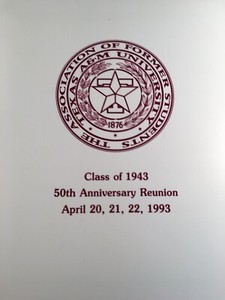 THE ASSOCIATION OF FORMER STUDENTS
TEXAS A&M UNIVERSITY
1876
Class of 1943
50th Anniversary Reunion
April 20, 21, 22, 1993